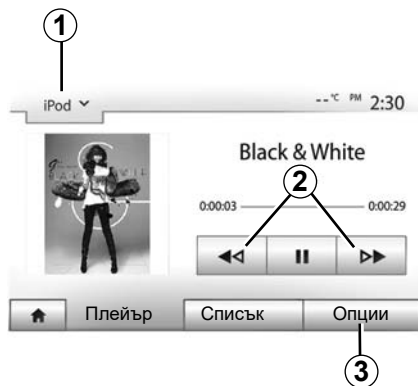 1
iPod
--°C PM 2:30
Black & White
2
0:00:03 0:00:29
Плейър Списък Опции
3